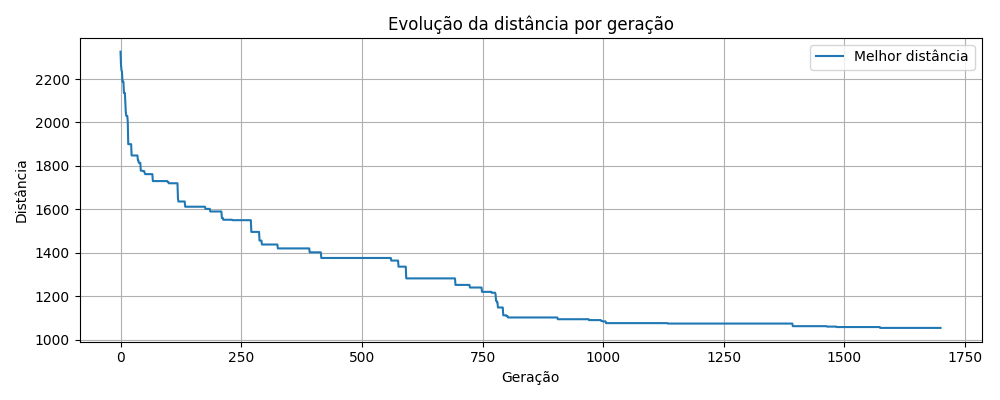 Evolução da distância por geração
Melhor distância
Distância
2200
2000
1800
1600
1400
1200
1000
0 250 500 750 1000 1250 1500 1750
Geração